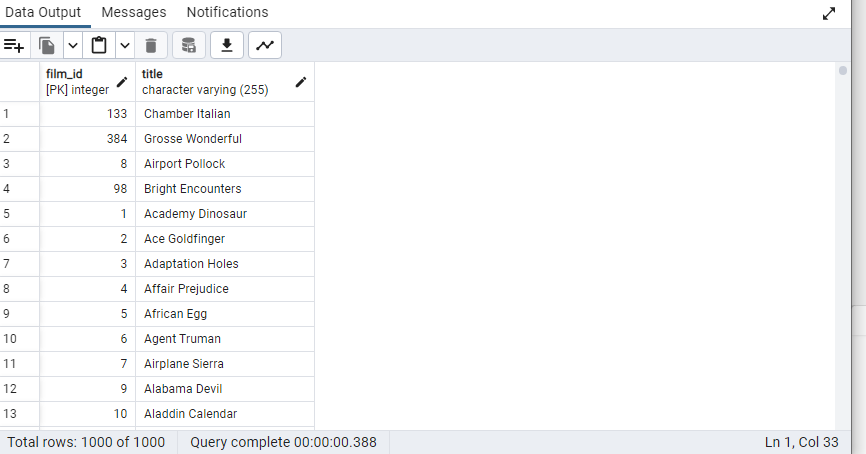 Data Output Messages Notifications
film_id title
[PK] integer character varying (255)
1 133 Chamber Italian
2 384 Grosse Wonderful
3 8 Airport Pollock
4 98 Bright Encounters
5 1 Academy Dinosaur
6 2 Ace Goldfinger
7 3 Adaptation Holes
8 4 Affair Prejudice
9 5 African Egg
10 6 Agent Truman
11 7 Airplane Sierra
12 9 Alabama Devil
13 10 Aladdin Calendar
Total rows: 1000 of 1000 Query complete 00:00:00.388 Ln 1, Col 33